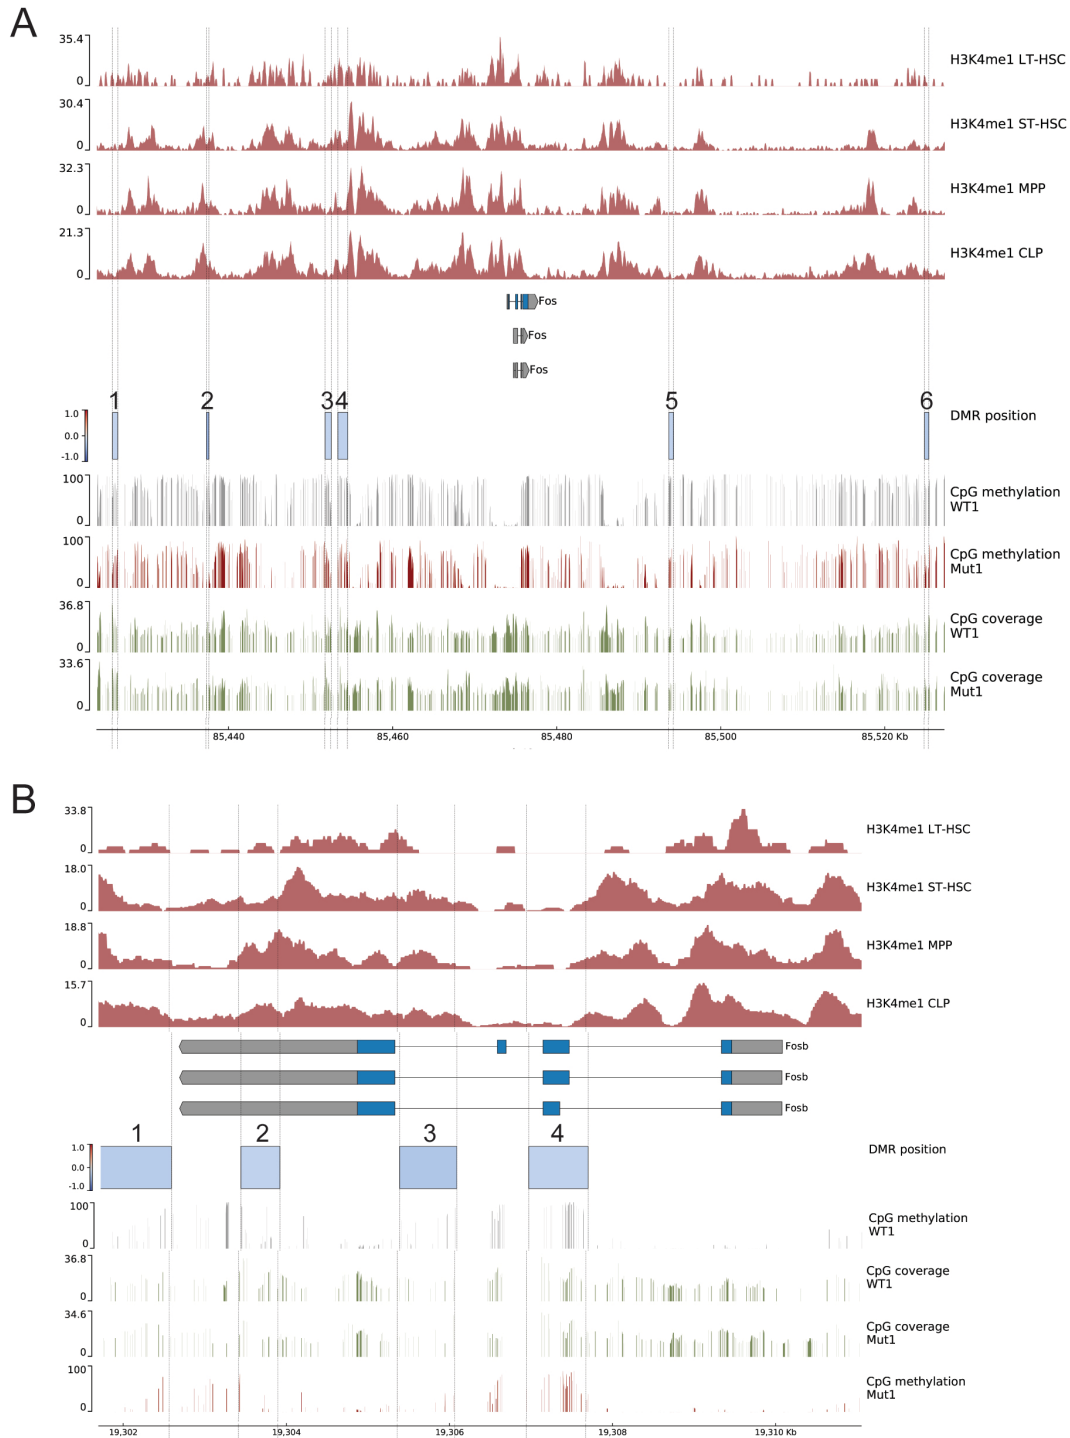 A
35.4
0
H3K4me1 LT-HSC
30.4
0
H3K4me1 ST-HSC
32.3
0
H3K4me1 MPP
21.3
0
H3K4me1 CLP
Fos
Fos
Fos
1 2 3 4 5 6
1.0
0.0
-1.0
DMR position
100
0
CpG methylation
WT1
100
0
CpG methylation
Mut1
36.8
0
CpG coverage
WT1
33.6
0
CpG coverage
Mut1
85,440 85,460 85,480 85,500 85,520 Kb
B
33.8
0
H3K4me1 LT-HSC
18.0
0
H3K4me1 ST-HSC
18.8
0
H3K4me1 MPP
15.7
0
H3K4me1 CLP
Fosb
Fosb
Fosb
1 2 3 4
1.0
0.0
-1.0
DMR position
100
0
CpG methylation
WT1
36.8
0
CpG coverage
WT1
34.6
0
CpG coverage
Mut1
100
0
CpG methylation
Mut1
19,302 19,304 19,306 19,308 19,310 Kb